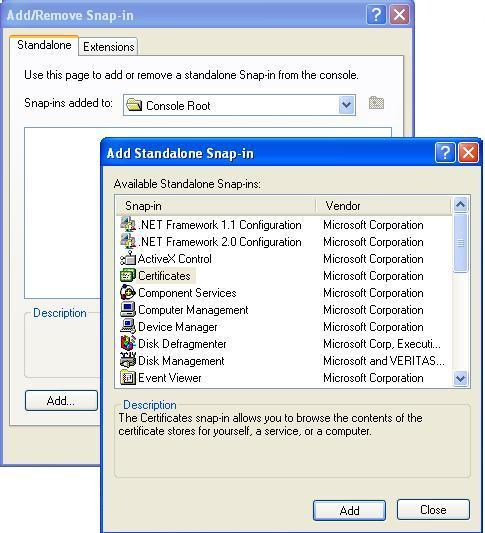 Add/Remove Snap-in
Standalone
Extensions
Use this page to add or remove a standalone Snap-in from the console.
Snap-ins added to:
Console Root
Description
Add...
Add Standalone Snap-in
Available Standalone Snap-ins:
Snap-in Vendor
.NET Framework 1.1 Configuration Microsoft Corporation
.NET Framework 2.0 Configuration Microsoft Corporation
ActiveX Control
Certificates Microsoft Corporation
Component Services Microsoft Corporation
Computer Management Microsoft Corporation
Device Manager Microsoft Corporation
Disk Defragmenter Microsoft Corp, Executi...
Disk Management Microsoft and VERITAS...
Event Viewer Microsoft Corporation
Description
The Certificates snap-in allows you to browse the contents of the
certificate stores for yourself, a service, or a computer.
Add
Close